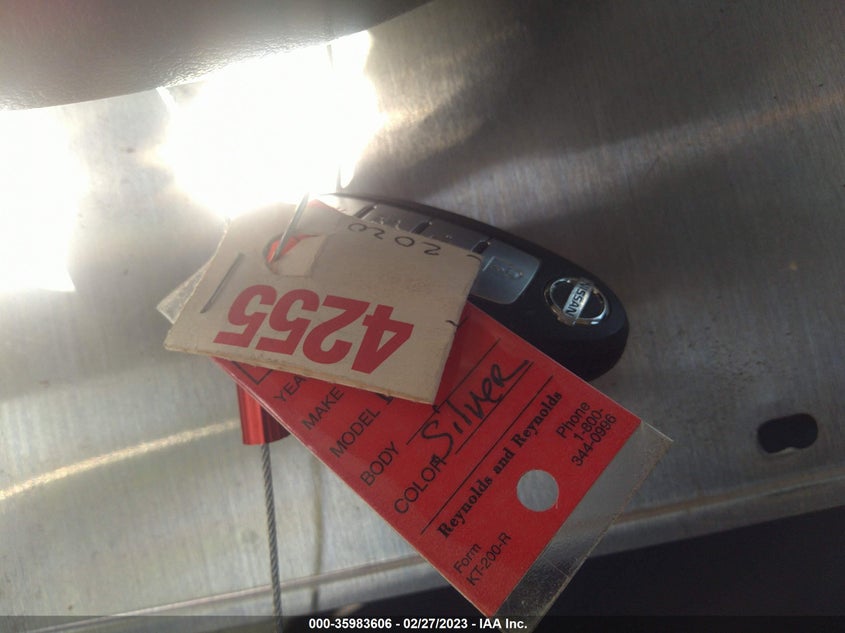 2020
4255
NISSAN
YEA
MAKE
MODEL
BODY
COLOR Silver
Reynolds and Reynolds
Phone
1-800-
344-0996
Form
KT-200-R
000-35983606 - 02/27/2023 - IAA Inc.